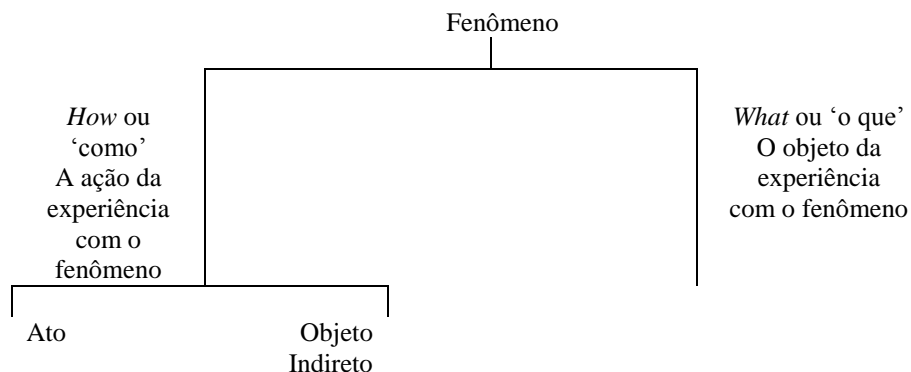 Fenômeno
How ou
‘como’
A ação da
experiência
com o
fenômeno
What ou ‘o que’
O objeto da
experiência
com o fenômeno
Ato
Objeto
Indireto